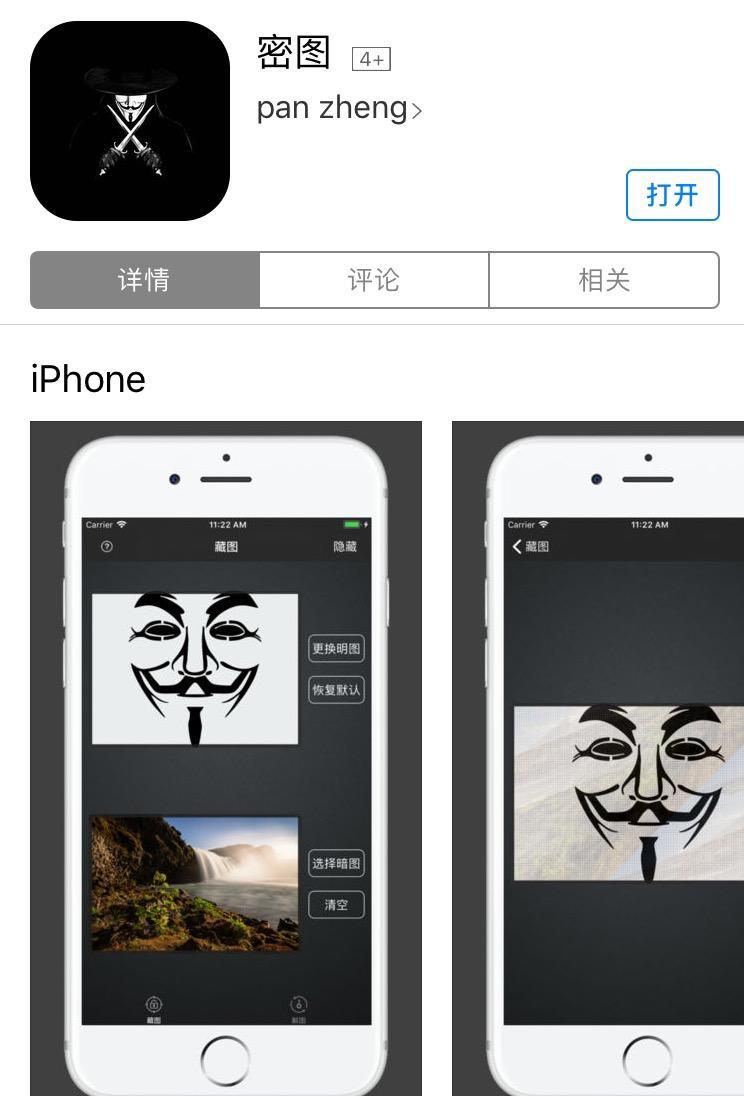 密图 4+
pan zheng
打开
详情 评论 相关
iPhone
Carrier 11:22 AM
藏图 隐藏
更换明图
恢复默认
选择暗图
清空
藏图 解图
Carrier 11:22 AM
藏图